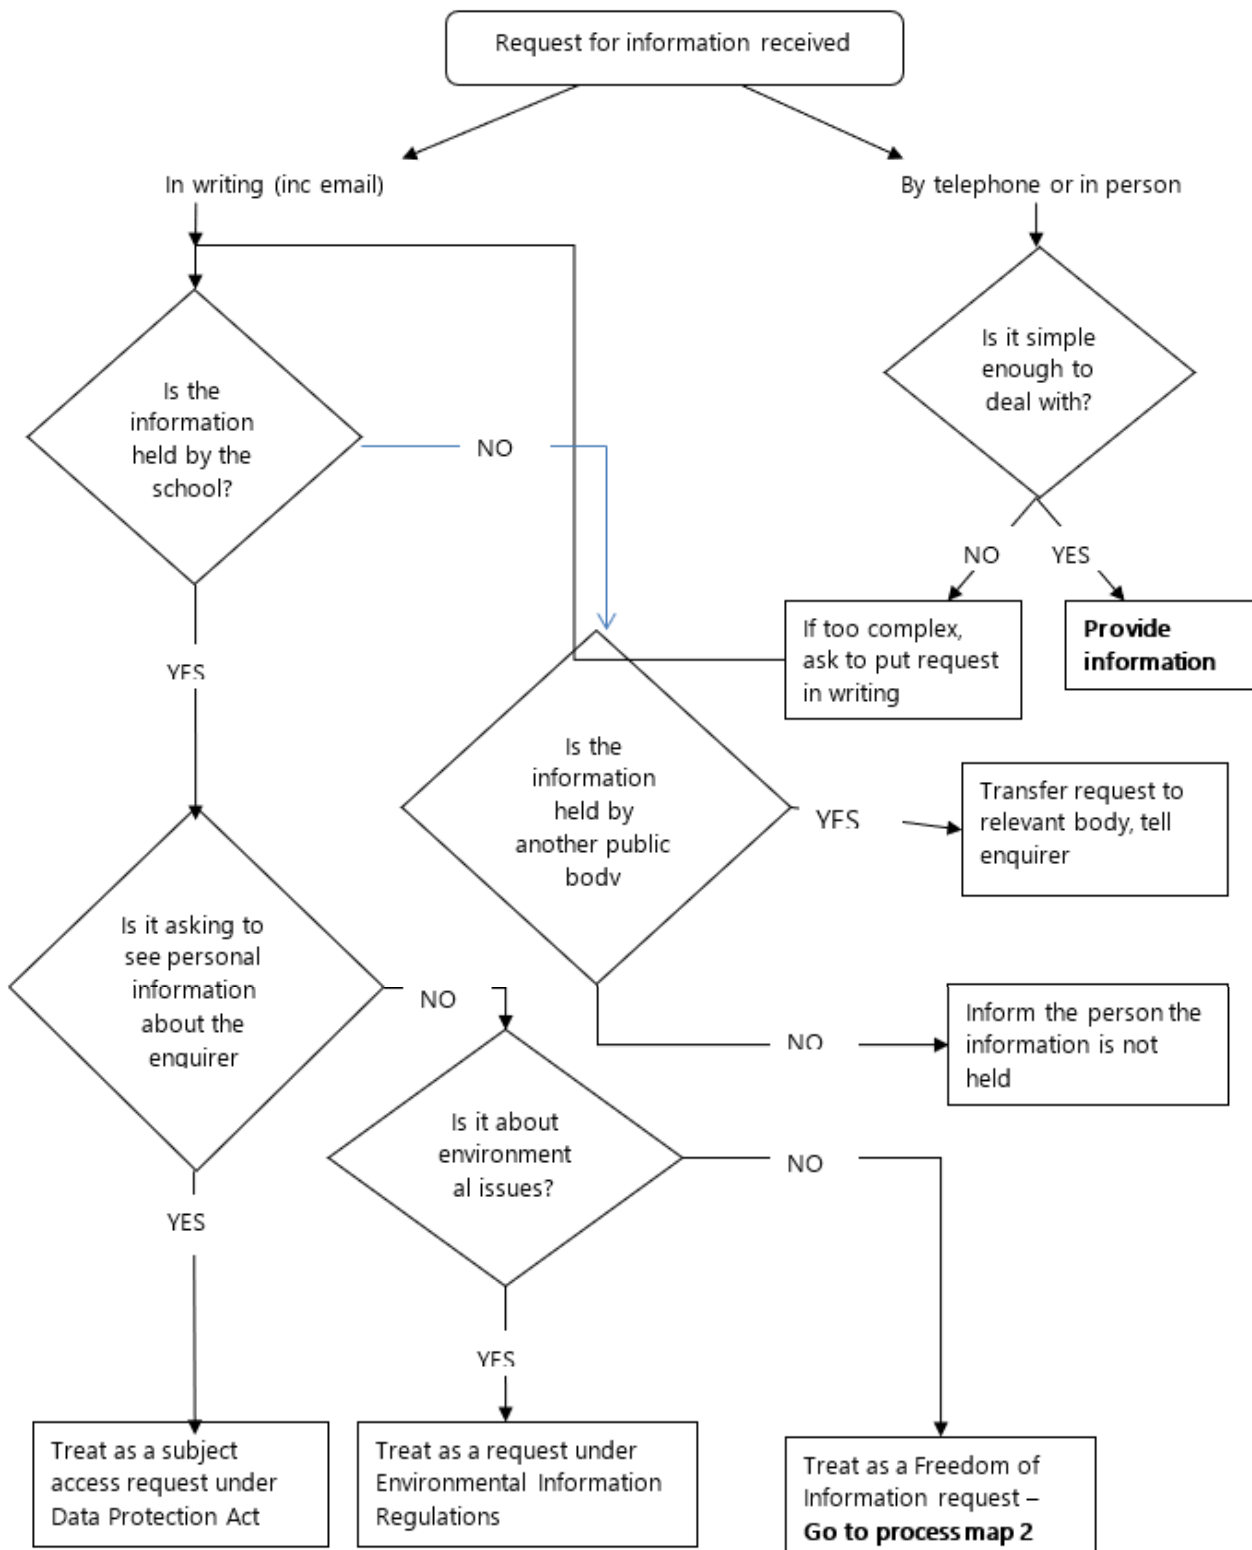 Request for information received
In writing (inc email)
By telephone or in person
Is it simple
enough to
deal with?
Is the
information
held by the
school?
NO
NO
YES
If too complex,
ask to put request
in writing
Provide
information
YES
Is the
information
held by
another public
body
YES
Transfer request to
relevant body, tell
enquirer
Is it asking to
see personal
information
about the
enquirer
NO
Inform the person the
information is not
held
NO
Is it about
environment
al issues?
NO
YES
YES
Treat as a subject
access request under
Data Protection Act
Treat as a request under
Environmental Information
Regulations
Treat as a Freedom of
Information request –
Go to process map 2